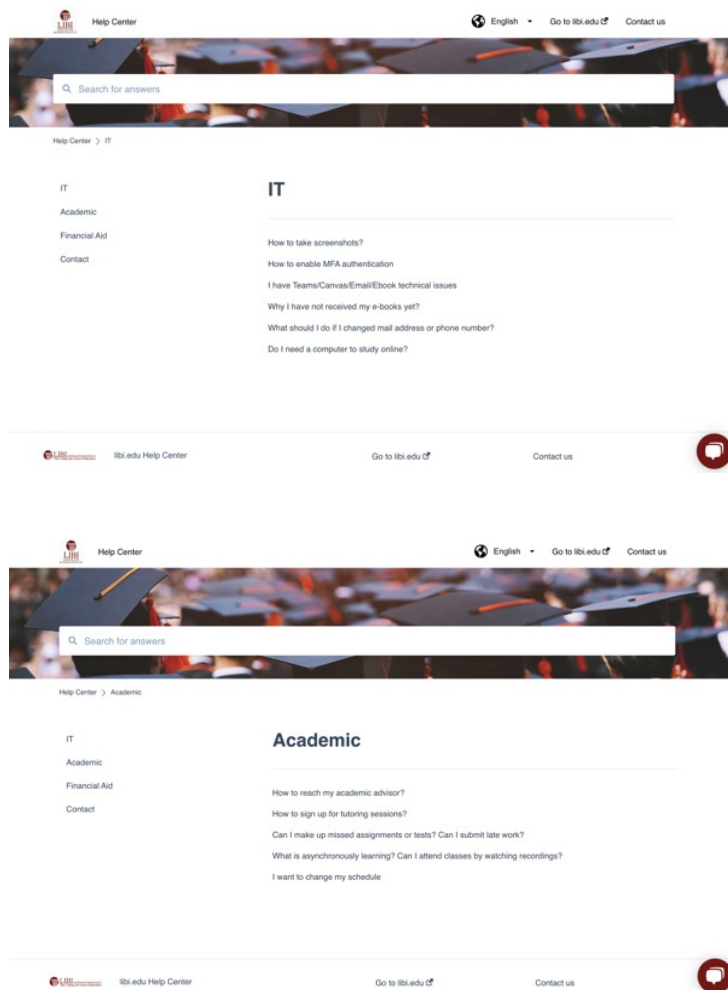 LIBI
Help Center
English
Go to libi.edu
Contact us
Search for answers
Help Center > IT
IT
Academic
Financial Aid
Contact
IT
How to take screenshots?
How to enable MFA authentication
I have Teams/Canvas/Email/Ebook technical issues
Why I have not received my e-books yet?
What should I do if I changed mail address or phone number?
Do I need a computer to study online?
LIBI
libi.edu Help Center
Go to libi.edu
Contact us
LIBI
Help Center
English
Go to libi.edu
Contact us
Search for answers
Help Center > Academic
IT
Academic
Financial Aid
Contact
Academic
How to reach my academic advisor?
How to sign up for tutoring sessions?
Can I make up missed assignments or tests? Can I submit late work?
What is asynchronously learning? Can I attend classes by watching recordings?
I want to change my schedule
LIBI
libi.edu Help Center
Go to libi.edu
Contact us